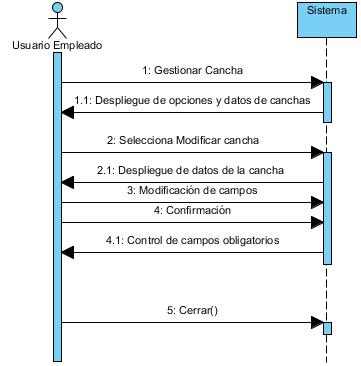 Sistema
Usuario Empleado
1: Gestionar Cancha
1.1: Despliegue de opciones y datos de canchas
2: Selecciona Modificar cancha
2.1: Despliegue de datos de la cancha
3: Modificación de campos
4: Confirmación
4.1: Control de campos obligatorios
5: Cerrar()